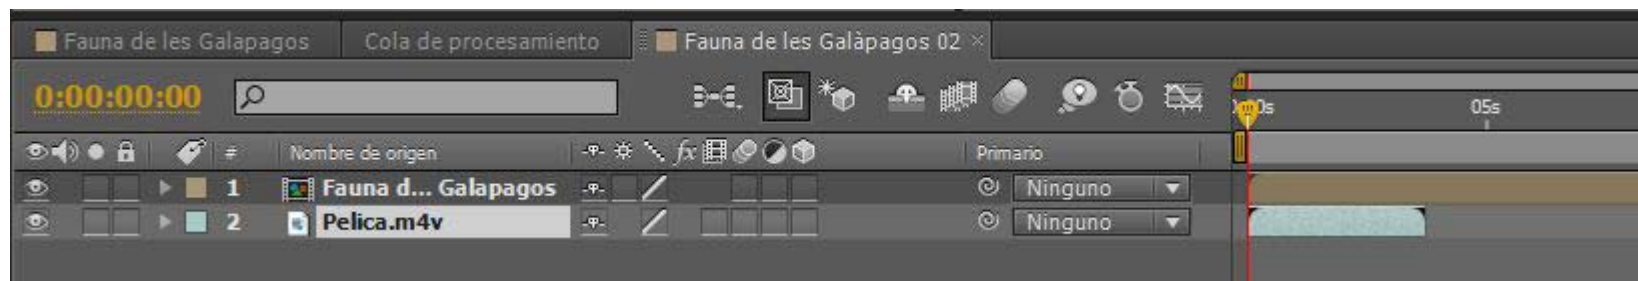 Fauna de les Galapagos Cola de procesamiento Fauna de les Galàpagos 02 ×
0:00:00:00
05s
# Nombre de origen fx Primario
1 Fauna d... Galapagos Ninguno
2 Pelica.m4v Ninguno